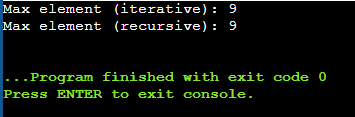 Max element (iterative): 9
Max element (recursive): 9
...Program finished with exit code 0
Press ENTER to exit console.